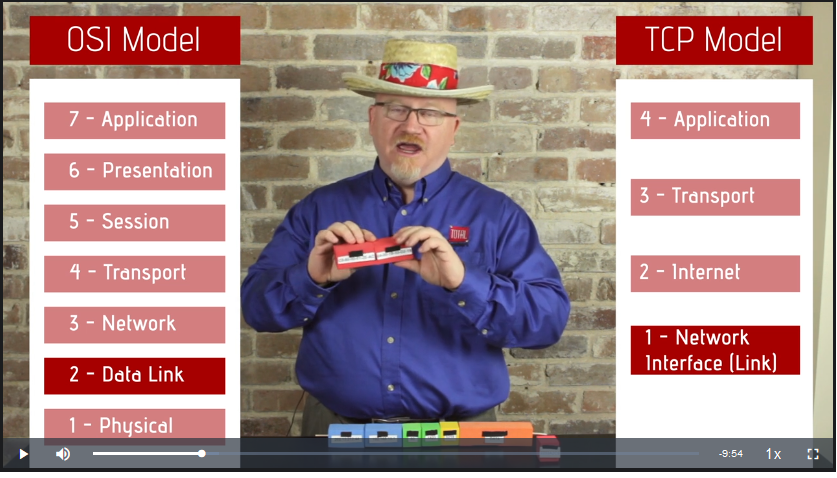 OSI Model
7 - Application
6 - Presentation
5 - Session
4 - Transport
3 - Network
2 - Data Link
1 - Physical
TCP Model
4 - Application
3 - Transport
2 - Internet
1 - Network
Interface (Link)
-9:54
1x